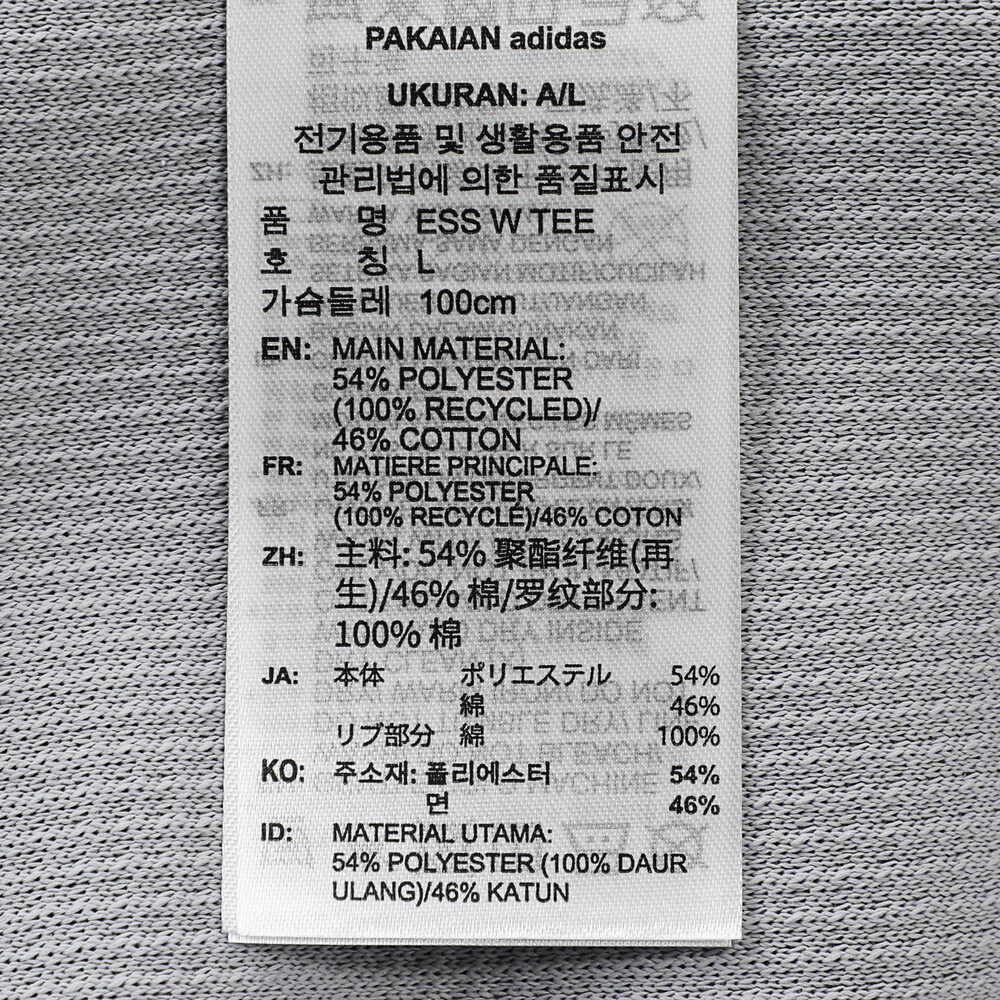 PAKAIAN adidas
UKURAN: A/L
전기용품 및 생활용품 안전
관리법에 의한 품질표시
품 명 ESS W TEE
호 칭 L
가슴둘레 100cm
EN: MAIN MATERIAL:
54% POLYESTER
(100% RECYCLED)/
46% COTTON
FR: MATIERE PRINCIPALE:
54% POLYESTER
(100% RECYCLÉ)/46% COTON
ZH: 主料: 54% 聚酯纤维(再
生)/46% 棉/罗纹部分:
100% 棉
JA: 本体 ポリエステル 54%
綿 46%
リブ部分 綿 100%
KO: 주소재: 폴리에스터 54%
면 46%
ID: MATERIAL UTAMA:
54% POLYESTER (100% DAUR
ULANG)/46% KATUN